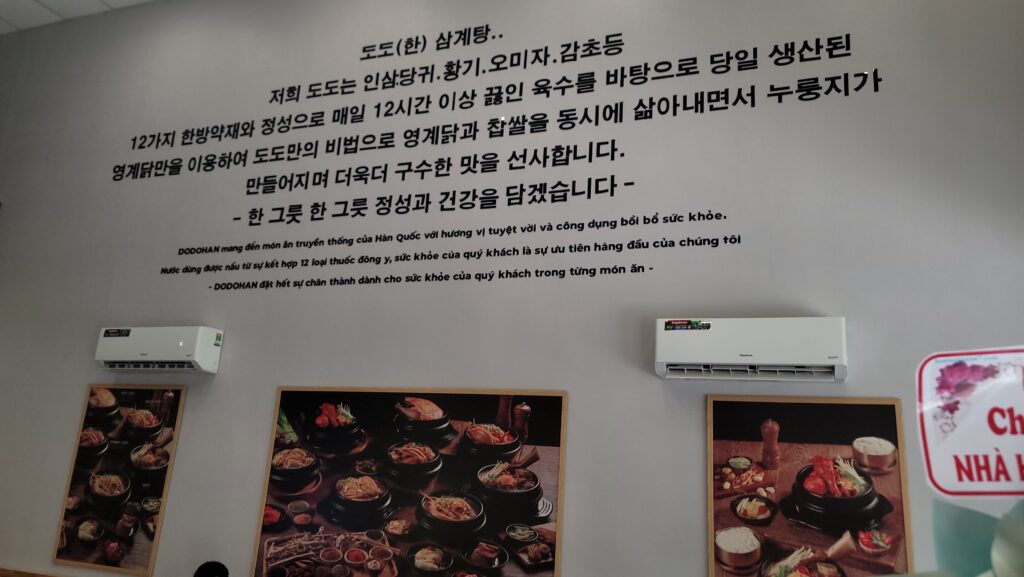 도도(한) 삼계탕..
저희 도도는 인삼당귀.황기.오미자.감초등
12가지 한방약재와 정성으로 매일 12시간 이상 끓인 육수를 바탕으로 당일 생산된
영계닭만을 이용하여 도도만의 비법으로 영계닭과 찹쌀을 동시에 삶아내면서 누룽지가
만들어지며 더욱더 구수한 맛을 선사합니다.
- 한 그릇 한 그릇 정성과 건강을 담겠습니다 -
DODOHAN mang đến món ăn truyền thống của Hàn Quốc với hương vị tuyệt vời và công dụng bồi bổ sức khỏe.
Nước dùng được nấu từ sự kết hợp 12 loại thuốc đông y, sức khỏe của quý khách là sự ưu tiên hàng đầu của chúng tôi
- DODOHAN đặt hết sự chân thành dành cho sức khỏe của quý khách trong từng món ăn -
NHÀ